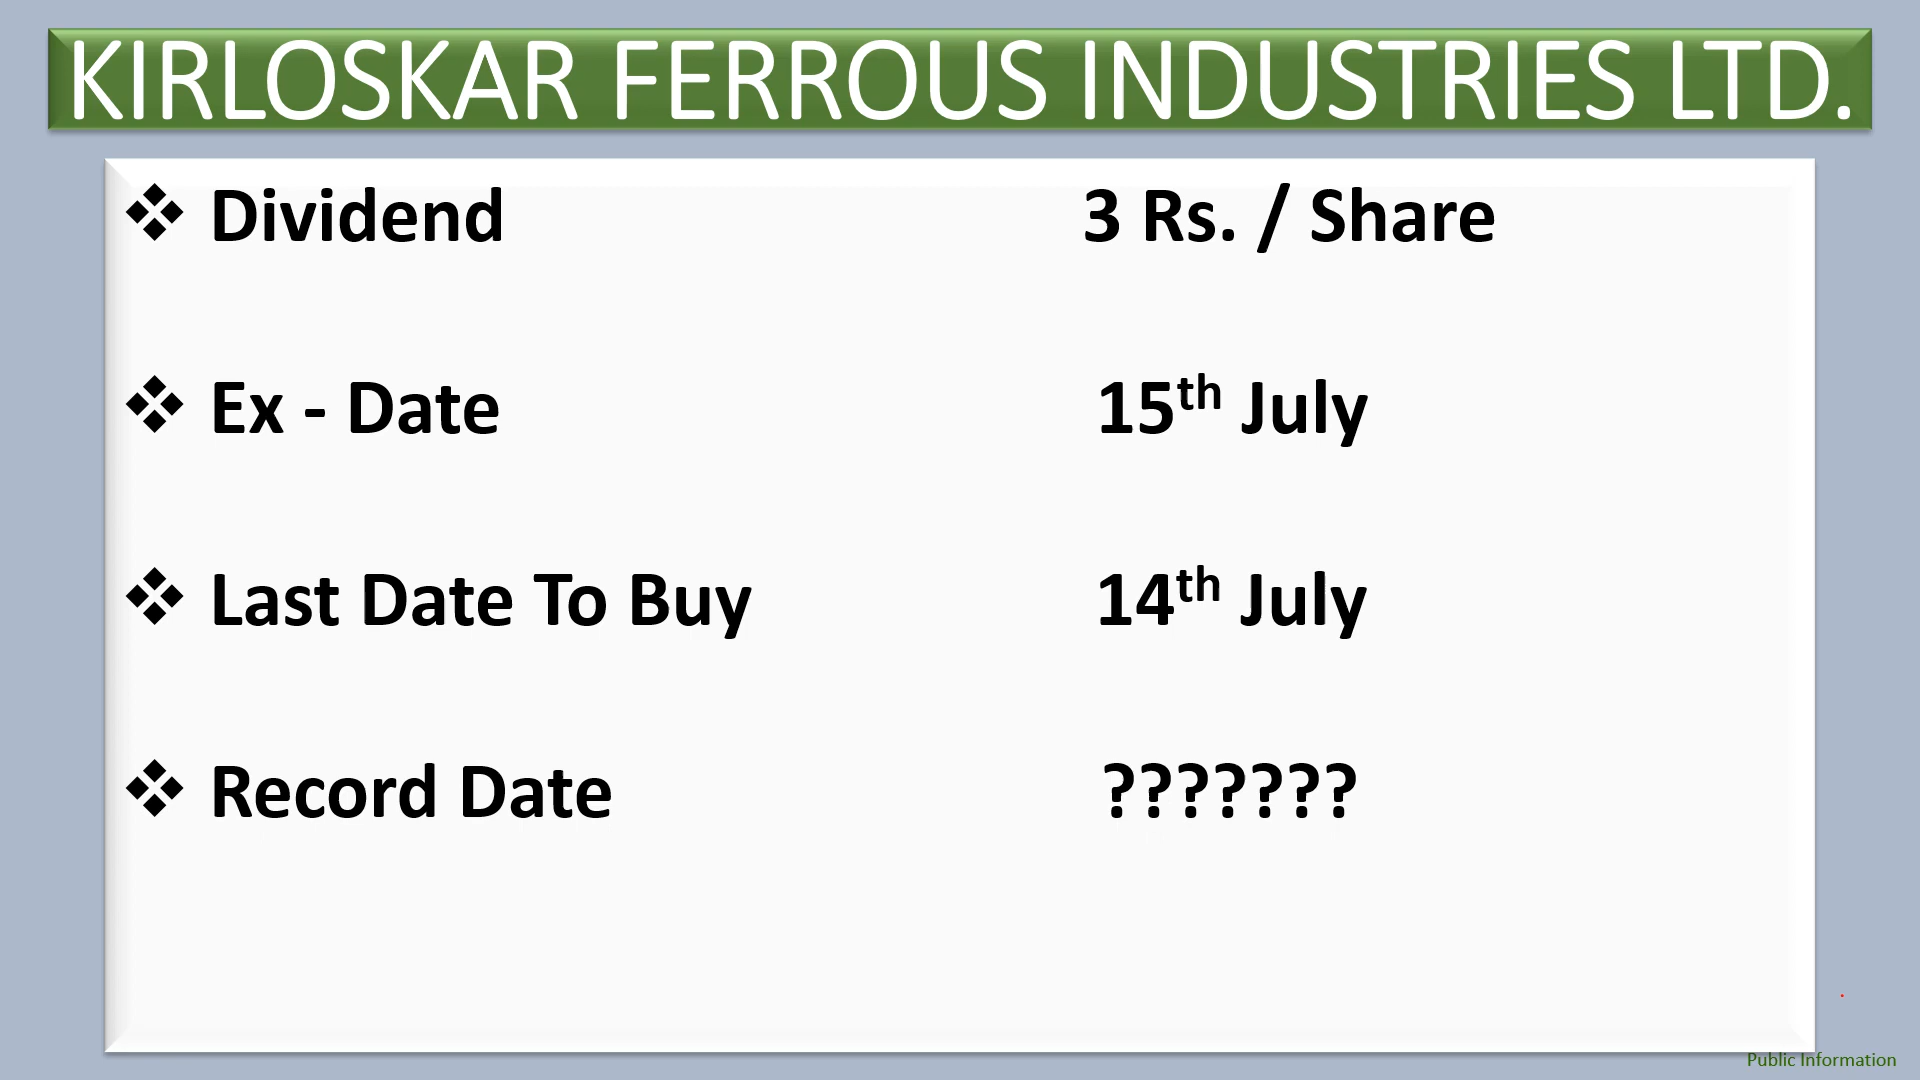 KIRLOSKAR FERROUS INDUSTRIES LTD.
❖ Dividend 3 Rs. / Share
❖ Ex - Date 15th July
❖ Last Date To Buy 14th July
❖ Record Date ???????
Public Information